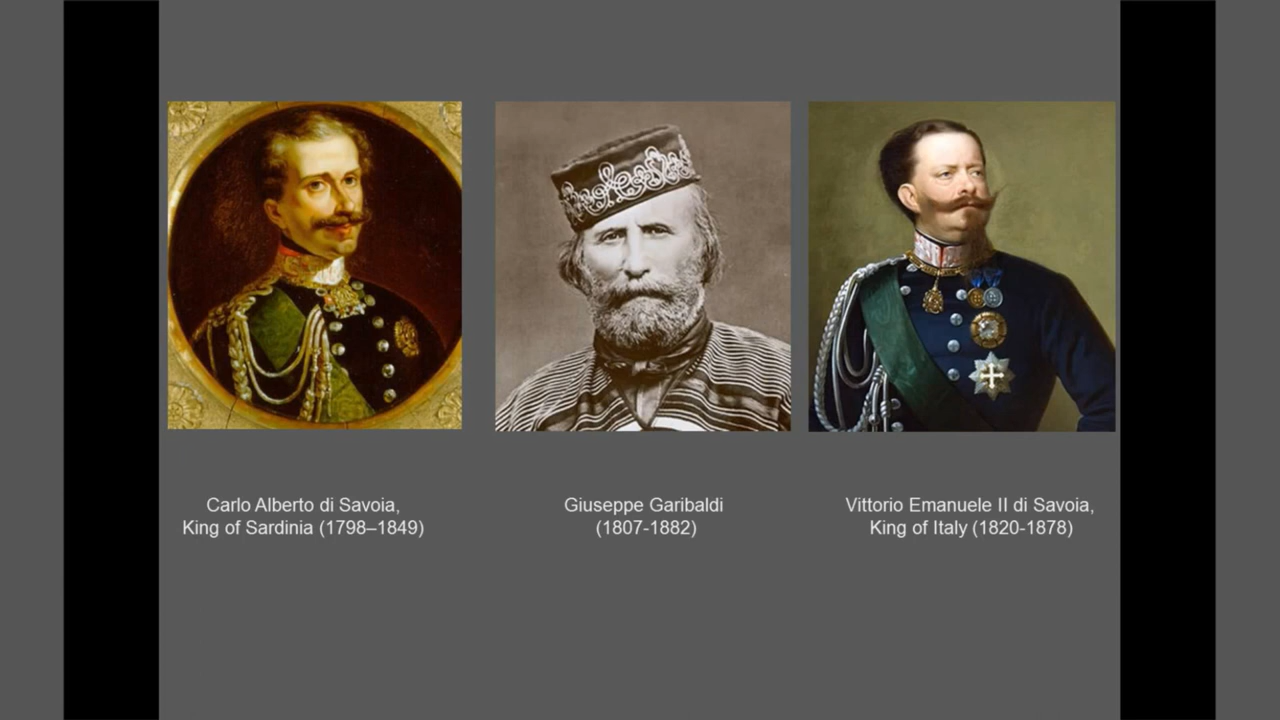 Carlo Alberto di Savoia,
King of Sardinia (1798–1849)
Giuseppe Garibaldi
(1807-1882)
Vittorio Emanuele II di Savoia,
King of Italy (1820-1878)